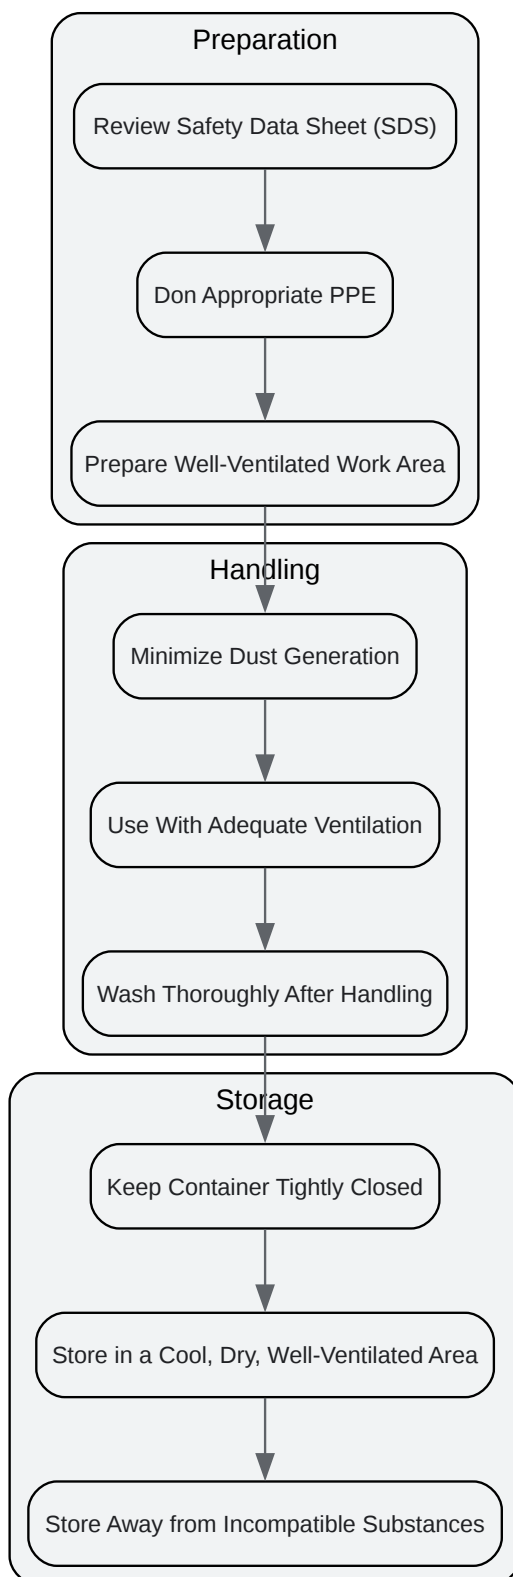 Preparation
Review Safety Data Sheet (SDS)
Don Appropriate PPE
Prepare Well-Ventilated Work Area
Handling
Minimize Dust Generation
Use With Adequate Ventilation
Wash Thoroughly After Handling
Storage
Keep Container Tightly Closed
Store in a Cool, Dry, Well-Ventilated Area
Store Away from Incompatible Substances